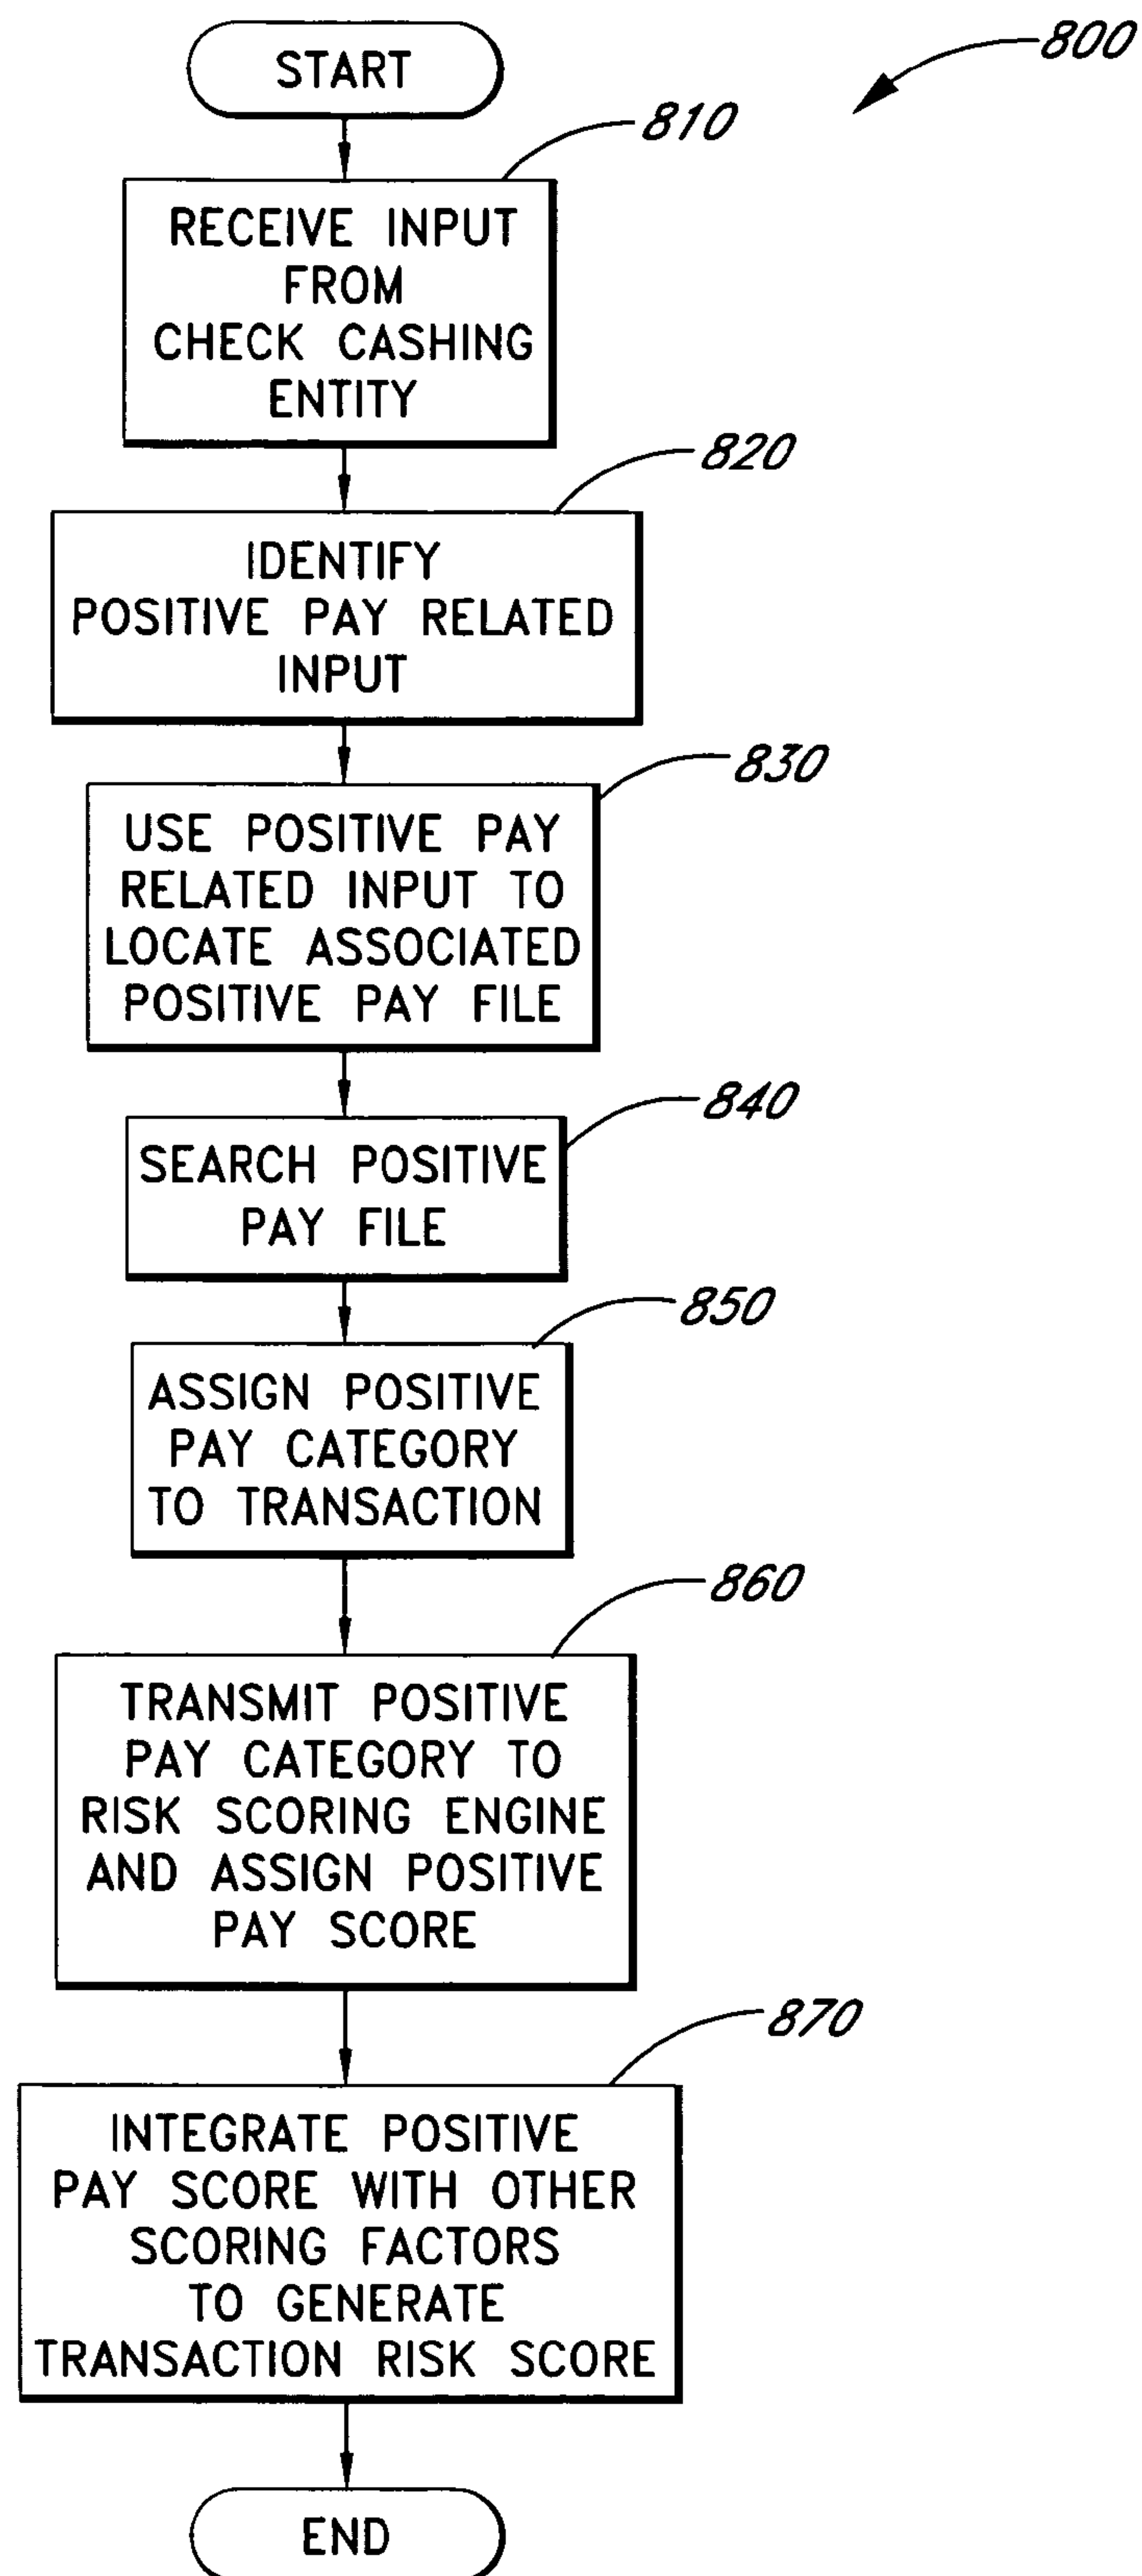 START
800
810
RECEIVE INPUT
FROM
CHECK CASHING
ENTITY
820
IDENTIFY
POSITIVE PAY RELATED
INPUT
830
USE POSITIVE PAY
RELATED INPUT TO
LOCATE ASSOCIATED
POSITIVE PAY FILE
840
SEARCH POSITIVE
PAY FILE
850
ASSIGN POSITIVE
PAY CATEGORY
TO TRANSACTION
860
TRANSMIT POSITIVE
PAY CATEGORY TO
RISK SCORING ENGINE
AND ASSIGN POSITIVE
PAY SCORE
870
INTEGRATE POSITIVE
PAY SCORE WITH OTHER
SCORING FACTORS
TO GENERATE
TRANSACTION RISK SCORE
END